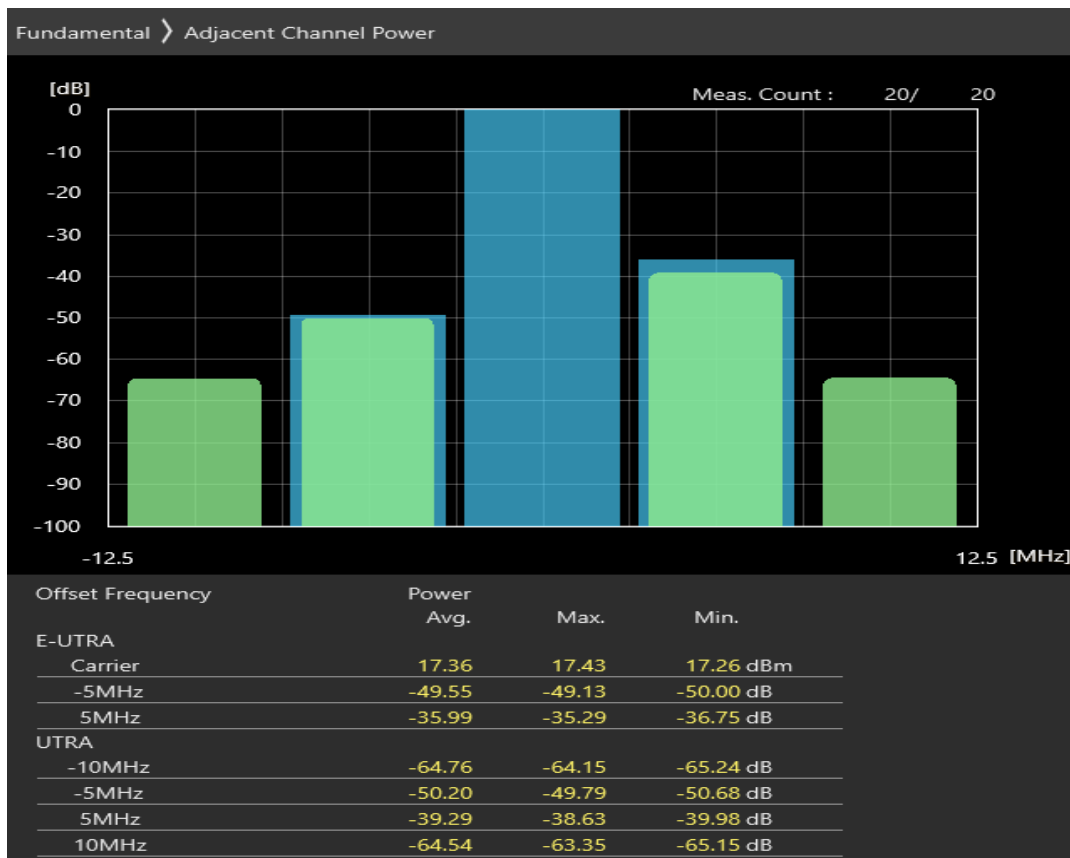 Fundamental 〉 Adjacent Channel Power
[dB]
Meas. Count : 20/ 20
0
-10
-20
-30
-40
-50
-60
-70
-80
-90
-100
-12.5 12.5 [MHz]
Offset Frequency Power
Avg. Max. Min.
E-UTRA
Carrier 17.36 17.43 17.26 dBm
-5MHz -49.55 -49.13 -50.00 dB
5MHz -35.99 -35.29 -36.75 dB
UTRA
-10MHz -64.76 -64.15 -65.24 dB
-5MHz -50.20 -49.79 -50.68 dB
5MHz -39.29 -38.63 -39.98 dB
10MHz -64.54 -63.35 -65.15 dB